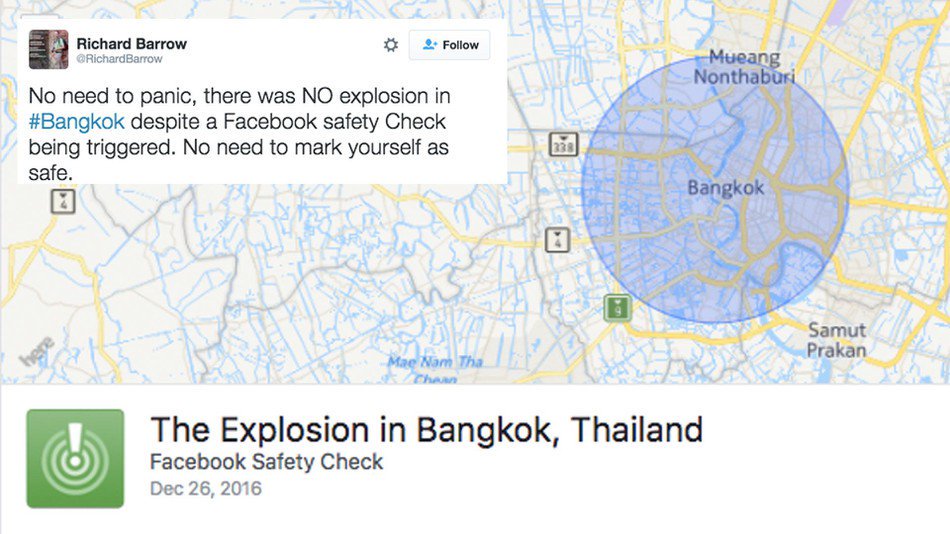 Richard Barrow
@RichardBarrow
Follow
No need to panic, there was NO explosion in
#Bangkok despite a Facebook safety Check
being triggered. No need to mark yourself as
safe.
Mueang
Nonthaburi
338
Bangkok
4
4
9
Samut
Prakan
here
Mae Nam Tha
Chean
The Explosion in Bangkok, Thailand
Facebook Safety Check
Dec 26, 2016